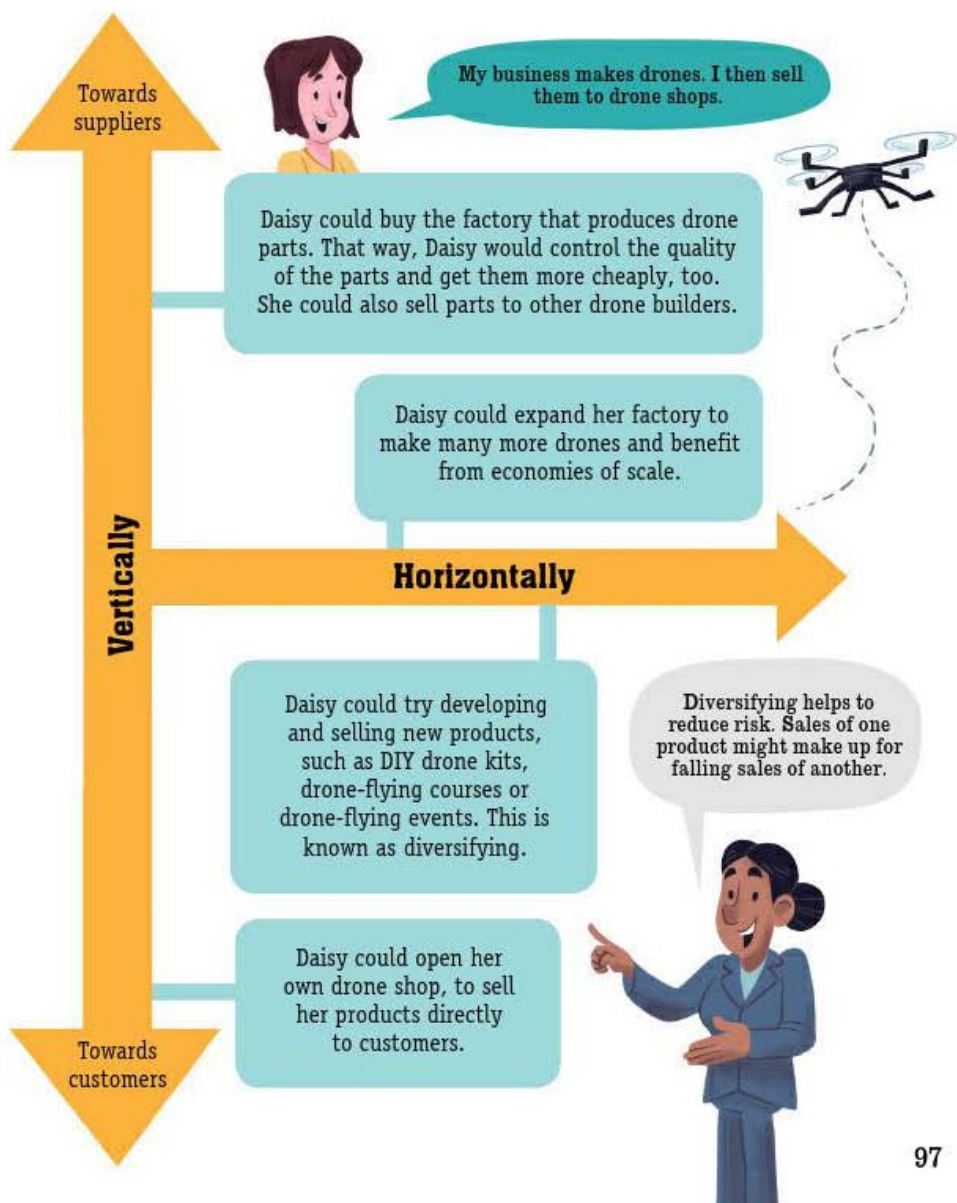 Towards
suppliers
My business makes drones. I then sell
them to drone shops.
Daisy could buy the factory that produces drone
parts. That way, Daisy would control the quality
of the parts and get them more cheaply, too.
She could also sell parts to other drone builders.
Daisy could expand her factory to
make many more drones and benefit
from economies of scale.
Vertically
Horizontally
Daisy could try developing
and selling new products,
such as DIY drone kits,
drone-flying courses or
drone-flying events. This is
known as diversifying.
Diversifying helps to
reduce risk. Sales of one
product might make up for
falling sales of another.
Daisy could open her
own drone shop, to sell
her products directly
to customers.
Towards
customers
97